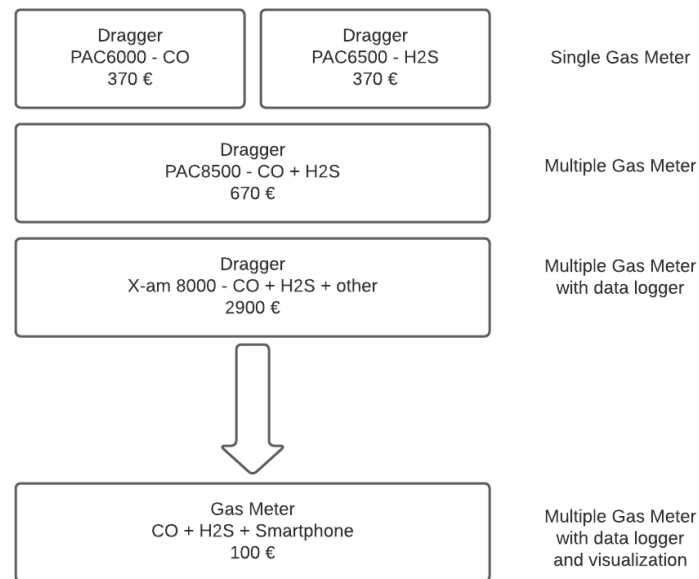 Dragger
PAC6000 - CO
370 €
Dragger
PAC6500 - H2S
370 €
Single Gas Meter
Dragger
PAC8500 - CO + H2S
670 €
Multiple Gas Meter
Dragger
X-am 8000 - CO + H2S + other
2900 €
Multiple Gas Meter
with data logger
Gas Meter
CO + H2S + Smartphone
100 €
Multiple Gas Meter
with data logger
and visualization